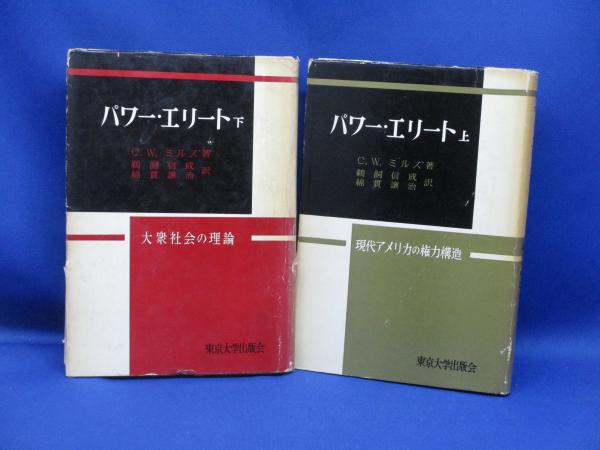 パワー・エリート下
C.W.ミルズ著
鵜飼信成
綿貫譲治訳
大衆社会の理論
東京大学出版会
パワー・エリート上
C.W.ミルズ著
鵜飼信成
綿貫譲治訳
現代アメリカの権力構造
東京大学出版会